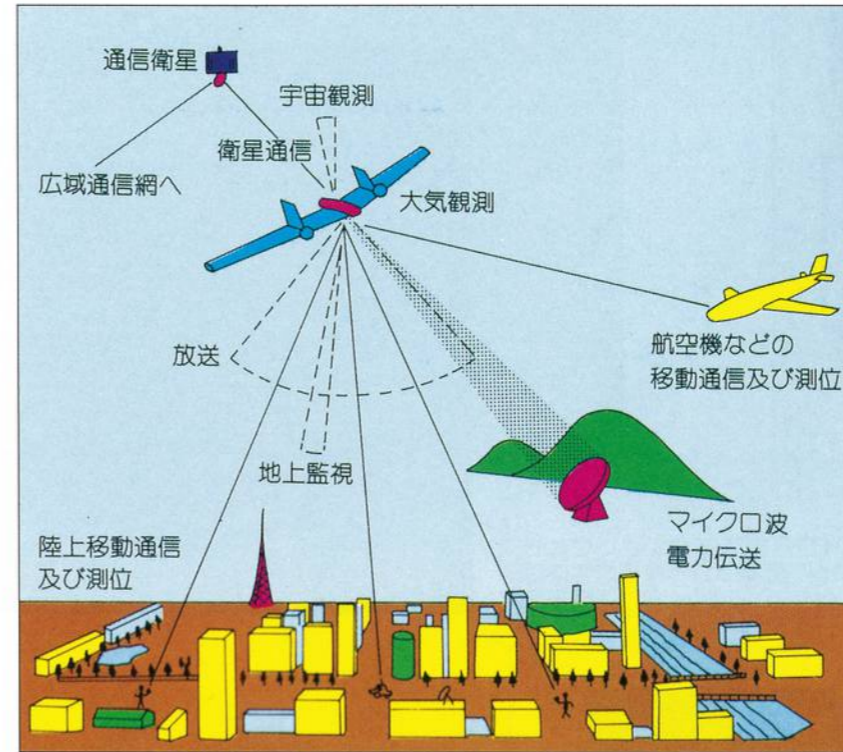 通信衛星
宇宙観測
衛星通信
広域通信網へ
大気観測
放送
航空機などの
移動通信及び測位
地上監視
マイクロ波
電力伝送
陸上移動通信
及び測位